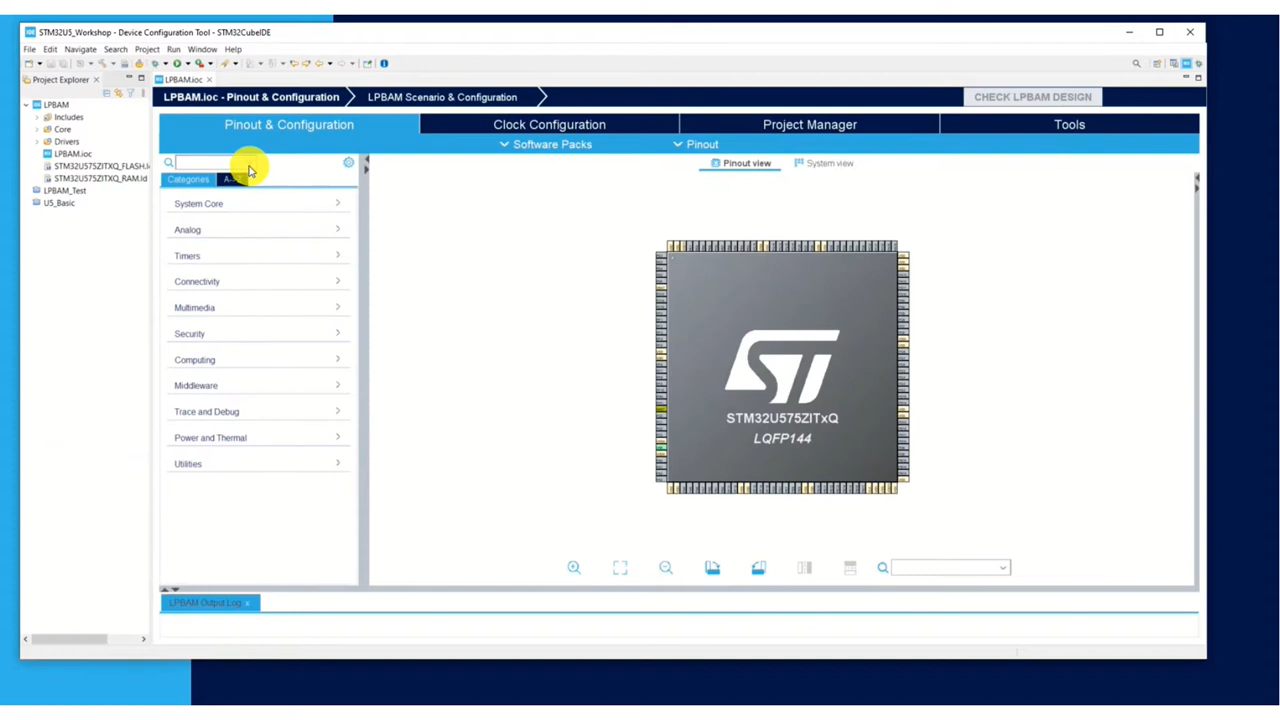 STM32U5_Workshop - Device Configuration Tool - STM32CubeIDE
File Edit Navigate Search Project Run Window Help
Project Explorer
LPBAM.ioc
LPBAM.ioc - Pinout & Configuration
LPBAM Scenario & Configuration
CHECK LPBAM DESIGN
LPBAM
Includes
Core
Drivers
LPBAM.ioc
STM32U575ZITXQ_FLASH.l
STM32U575ZITXQ_RAM.ld
LPBAM_Test
U5_Basic
Pinout & Configuration
Clock Configuration
Project Manager
Tools
Software Packs
Pinout
Pinout view
System view
Categories
System Core
Analog
Timers
Connectivity
Multimedia
Security
Computing
Middleware
Trace and Debug
Power and Thermal
Utilities
STM32U575ZITxQ
LQFP144
LPBAM Output Log